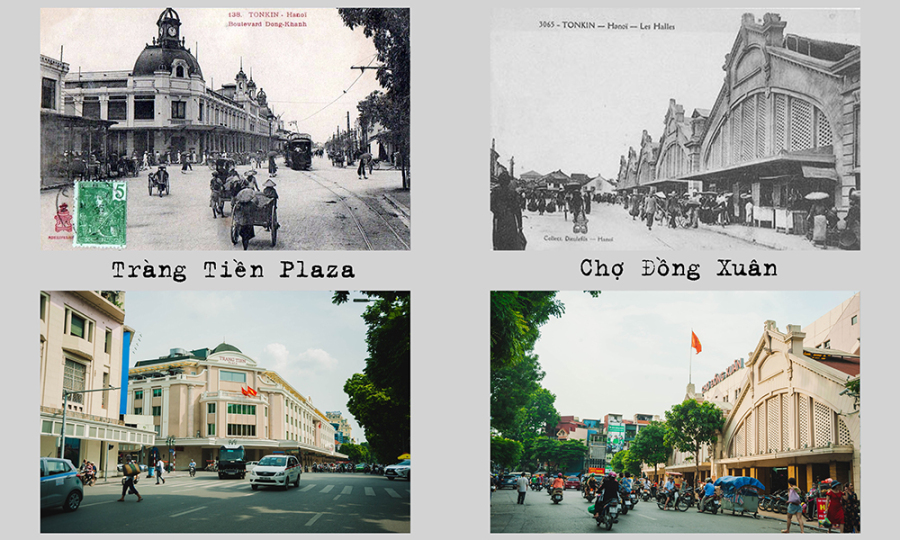 138. TONKIN - Hanoi
Boulevard Dong-Khanh
5
3065 - TONKIN — Hanoi — Les Halles
Collect. Dieulefils — Hanoi
Tràng Tiền Plaza
Chợ Đồng Xuân
TRANG TIEN